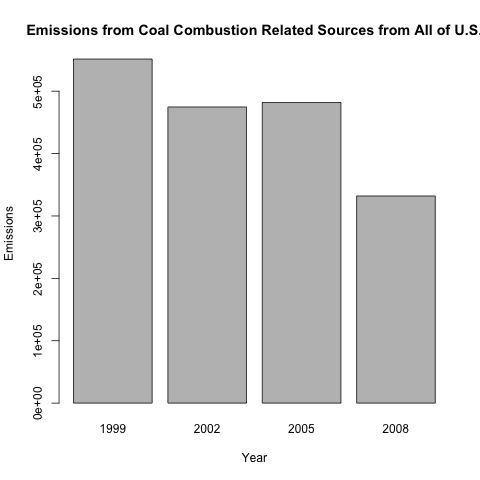 Emissions from Coal Combustion Related Sources from All of U.S.
5e+05
4e+05
3e+05
2e+05
1e+05
0e+00
Emissions
1999 2002 2005 2008
Year